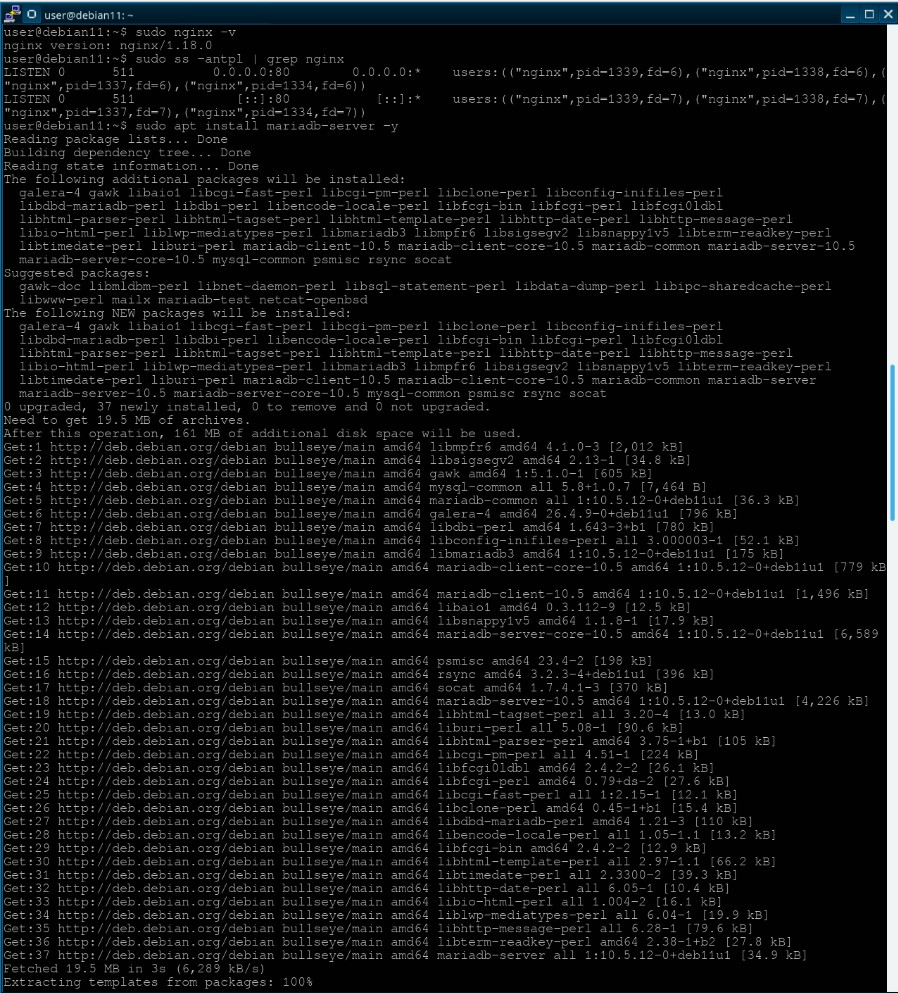 user@debian11: ~
user@debian11:~$ sudo nginx -v
nginx version: nginx/1.18.0
user@debian11:~$ sudo ss -antpl | grep nginx
LISTEN 0      511          0.0.0.0:80        0.0.0.0:*    users:(("nginx",pid=1339,fd=6),("nginx",pid=1338,fd=6),(
"nginx",pid=1337,fd=6),("nginx",pid=1334,fd=6))
LISTEN 0      511             [::]:80           [::]:*    users:(("nginx",pid=1339,fd=7),("nginx",pid=1338,fd=7),(
"nginx",pid=1337,fd=7),("nginx",pid=1334,fd=7))
user@debian11:~$ sudo apt install mariadb-server -y
Reading package lists... Done
Building dependency tree... Done
Reading state information... Done
The following additional packages will be installed:
  galera-4 gawk libaio1 libcgi-fast-perl libcgi-pm-perl libclone-perl libconfig-inifiles-perl
  libdbd-mariadb-perl libdbi-perl libencode-locale-perl libfcgi-bin libfcgi-perl libfcgi0ldbl
  libhtml-parser-perl libhtml-tagset-perl libhtml-template-perl libhttp-date-perl libhttp-message-perl
  libio-html-perl liblwp-mediatypes-perl libmariadb3 libmpfr6 libsigsegv2 libsnappy1v5 libterm-readkey-perl
  libtimedate-perl liburi-perl mariadb-client-10.5 mariadb-client-core-10.5 mariadb-common mariadb-server-10.5
  mariadb-server-core-10.5 mysql-common psmisc rsync socat
Suggested packages:
  gawk-doc libmldbm-perl libnet-daemon-perl libsql-statement-perl libdata-dump-perl libipc-sharedcache-perl
  libwww-perl mailx mariadb-test netcat-openbsd
The following NEW packages will be installed:
  galera-4 gawk libaio1 libcgi-fast-perl libcgi-pm-perl libclone-perl libconfig-inifiles-perl
  libdbd-mariadb-perl libdbi-perl libencode-locale-perl libfcgi-bin libfcgi-perl libfcgi0ldbl
  libhtml-parser-perl libhtml-tagset-perl libhtml-template-perl libhttp-date-perl libhttp-message-perl
  libio-html-perl liblwp-mediatypes-perl libmariadb3 libmpfr6 libsigsegv2 libsnappy1v5 libterm-readkey-perl
  libtimedate-perl liburi-perl mariadb-client-10.5 mariadb-client-core-10.5 mariadb-common mariadb-server
  mariadb-server-10.5 mariadb-server-core-10.5 mysql-common psmisc rsync socat
0 upgraded, 37 newly installed, 0 to remove and 0 not upgraded.
Need to get 19.5 MB of archives.
After this operation, 161 MB of additional disk space will be used.
Get:1 http://deb.debian.org/debian bullseye/main amd64 libmpfr6 amd64 4.1.0-3 [2,012 kB]
Get:2 http://deb.debian.org/debian bullseye/main amd64 libsigsegv2 amd64 2.13-1 [34.8 kB]
Get:3 http://deb.debian.org/debian bullseye/main amd64 gawk amd64 1:5.1.0-1 [605 kB]
Get:4 http://deb.debian.org/debian bullseye/main amd64 mysql-common all 5.8+1.0.7 [7,464 B]
Get:5 http://deb.debian.org/debian bullseye/main amd64 mariadb-common all 1:10.5.12-0+deb11u1 [36.3 kB]
Get:6 http://deb.debian.org/debian bullseye/main amd64 galera-4 amd64 26.4.9-0+deb11u1 [796 kB]
Get:7 http://deb.debian.org/debian bullseye/main amd64 libdbi-perl amd64 1.643-3+b1 [780 kB]
Get:8 http://deb.debian.org/debian bullseye/main amd64 libconfig-inifiles-perl all 3.000003-1 [52.1 kB]
Get:9 http://deb.debian.org/debian bullseye/main amd64 libmariadb3 amd64 1:10.5.12-0+deb11u1 [175 kB]
Get:10 http://deb.debian.org/debian bullseye/main amd64 mariadb-client-core-10.5 amd64 1:10.5.12-0+deb11u1 [779 kB
]
Get:11 http://deb.debian.org/debian bullseye/main amd64 mariadb-client-10.5 amd64 1:10.5.12-0+deb11u1 [1,496 kB]
Get:12 http://deb.debian.org/debian bullseye/main amd64 libaio1 amd64 0.3.112-9 [12.5 kB]
Get:13 http://deb.debian.org/debian bullseye/main amd64 libsnappy1v5 amd64 1.1.8-1 [17.9 kB]
Get:14 http://deb.debian.org/debian bullseye/main amd64 mariadb-server-core-10.5 amd64 1:10.5.12-0+deb11u1 [6,589
kB]
Get:15 http://deb.debian.org/debian bullseye/main amd64 psmisc amd64 23.4-2 [198 kB]
Get:16 http://deb.debian.org/debian bullseye/main amd64 rsync amd64 3.2.3-4+deb11u1 [396 kB]
Get:17 http://deb.debian.org/debian bullseye/main amd64 socat amd64 1.7.4.1-3 [370 kB]
Get:18 http://deb.debian.org/debian bullseye/main amd64 mariadb-server-10.5 amd64 1:10.5.12-0+deb11u1 [4,226 kB]
Get:19 http://deb.debian.org/debian bullseye/main amd64 libhtml-tagset-perl all 3.20-4 [13.0 kB]
Get:20 http://deb.debian.org/debian bullseye/main amd64 liburi-perl all 5.08-1 [90.6 kB]
Get:21 http://deb.debian.org/debian bullseye/main amd64 libhtml-parser-perl amd64 3.75-1+b1 [105 kB]
Get:22 http://deb.debian.org/debian bullseye/main amd64 libcgi-pm-perl all 4.51-1 [224 kB]
Get:23 http://deb.debian.org/debian bullseye/main amd64 libfcgi0ldbl amd64 2.4.2-2 [26.1 kB]
Get:24 http://deb.debian.org/debian bullseye/main amd64 libfcgi-perl amd64 0.79+ds-2 [27.6 kB]
Get:25 http://deb.debian.org/debian bullseye/main amd64 libcgi-fast-perl all 1:2.15-1 [12.1 kB]
Get:26 http://deb.debian.org/debian bullseye/main amd64 libclone-perl amd64 0.45-1+b1 [15.4 kB]
Get:27 http://deb.debian.org/debian bullseye/main amd64 libdbd-mariadb-perl amd64 1.21-3 [110 kB]
Get:28 http://deb.debian.org/debian bullseye/main amd64 libencode-locale-perl all 1.05-1.1 [13.2 kB]
Get:29 http://deb.debian.org/debian bullseye/main amd64 libfcgi-bin amd64 2.4.2-2 [12.9 kB]
Get:30 http://deb.debian.org/debian bullseye/main amd64 libhtml-template-perl all 2.97-1.1 [66.2 kB]
Get:31 http://deb.debian.org/debian bullseye/main amd64 libtimedate-perl all 2.3300-2 [39.3 kB]
Get:32 http://deb.debian.org/debian bullseye/main amd64 libhttp-date-perl all 6.05-1 [10.4 kB]
Get:33 http://deb.debian.org/debian bullseye/main amd64 libio-html-perl all 1.004-2 [16.1 kB]
Get:34 http://deb.debian.org/debian bullseye/main amd64 liblwp-mediatypes-perl all 6.04-1 [19.9 kB]
Get:35 http://deb.debian.org/debian bullseye/main amd64 libhttp-message-perl all 6.28-1 [79.6 kB]
Get:36 http://deb.debian.org/debian bullseye/main amd64 libterm-readkey-perl amd64 2.38-1+b2 [27.8 kB]
Get:37 http://deb.debian.org/debian bullseye/main amd64 mariadb-server all 1:10.5.12-0+deb11u1 [34.9 kB]
Fetched 19.5 MB in 3s (6,289 kB/s)
Extracting templates from packages: 100%